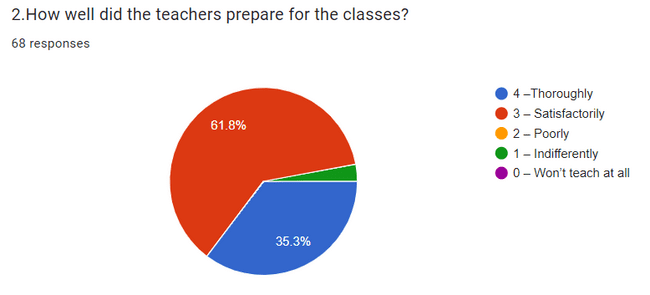 2.How well did the teachers prepare for the classes?
68 responses
61.8%
35.3%
4 –Thoroughly
3 – Satisfactorily
2 – Poorly
1 – Indifferently
0 – Won't teach at all